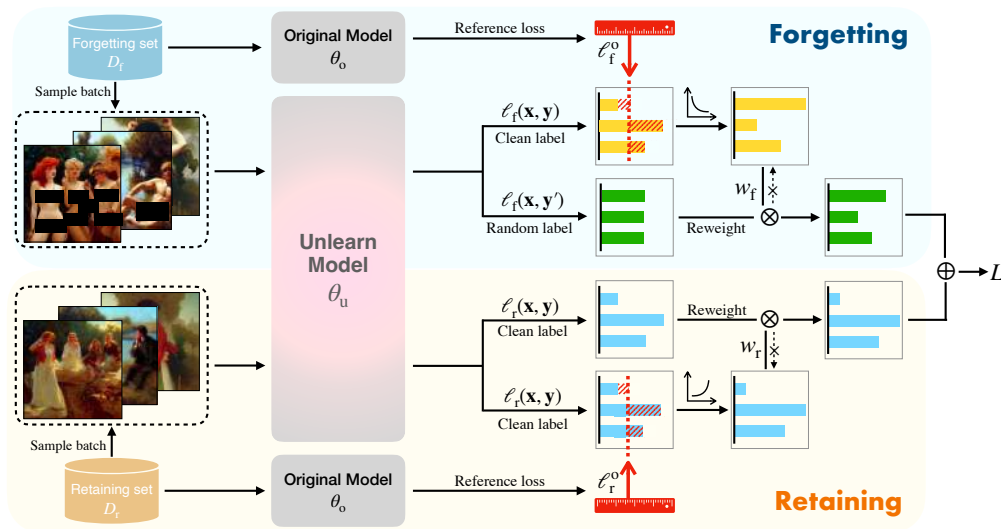 Forgetting set
D_f
Original Model
θ_o
Reference loss
ℓ_f^o
Forgetting
Sample batch
ℓ_f(x, y)
Clean label
ℓ_f(x, y′)
Random label
w_f
Reweight
Unlearn
Model
θ_u
L
ℓ_r(x, y)
Clean label
Reweight
w_r
ℓ_r(x, y)
Clean label
Sample batch
Retaining set
D_r
Original Model
θ_o
Reference loss
ℓ_r^o
Retaining